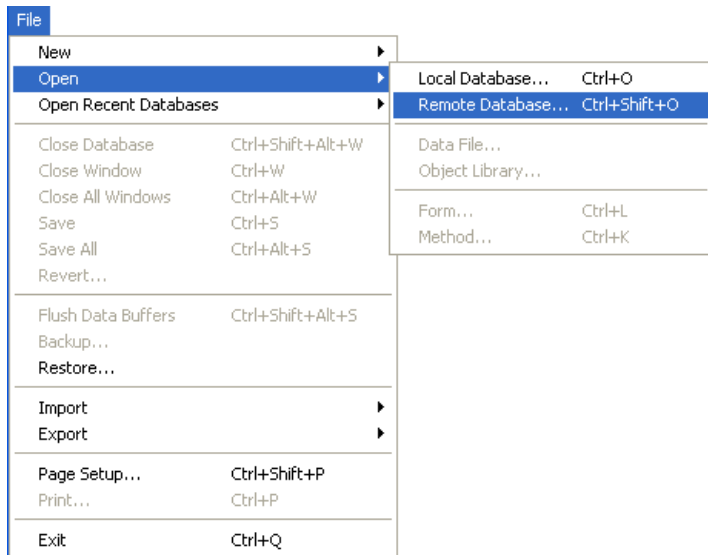 File
New
Open
Open Recent Databases
Close Database Ctrl+Shift+Alt+W
Close Window Ctrl+W
Close All Windows Ctrl+Alt+W
Save Ctrl+S
Save All Ctrl+Alt+S
Revert...
Flush Data Buffers Ctrl+Shift+Alt+S
Backup...
Restore...
Import
Export
Page Setup... Ctrl+Shift+P
Print... Ctrl+P
Exit Ctrl+Q
Local Database... Ctrl+O
Remote Database... Ctrl+Shift+O
Data File...
Object Library...
Form... Ctrl+L
Method... Ctrl+K